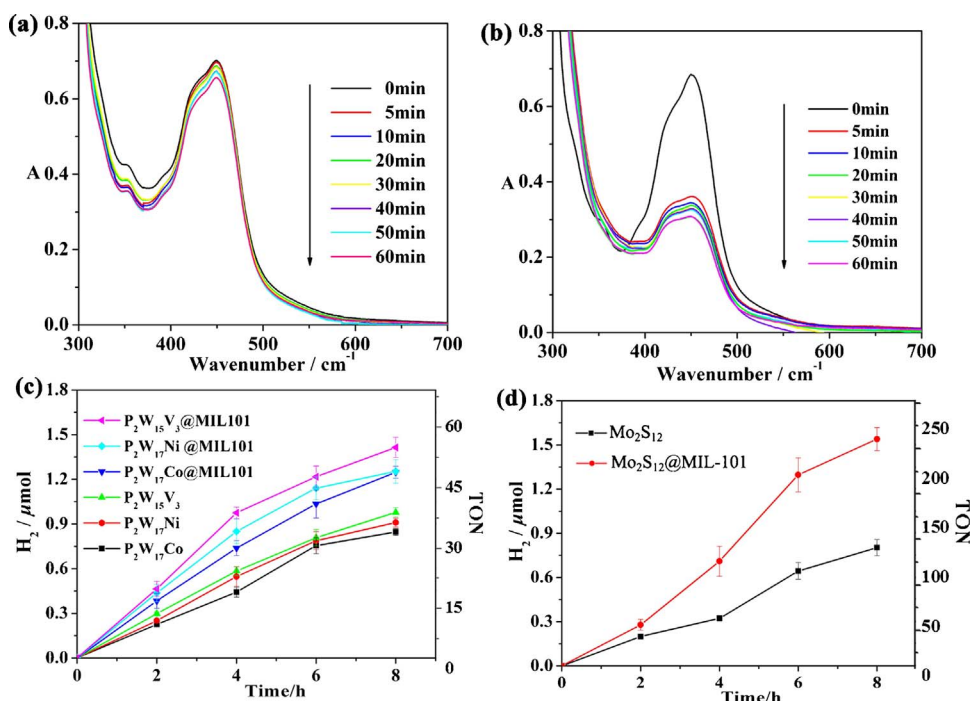 (a)
0.8
0.6
0.4
0.2
0.0
A
0min
5min
10min
20min
30min
40min
50min
60min
300 400 500 600 700
Wavenumber / cm⁻¹
(b)
0.8
0.6
0.4
0.2
0.0
A
0min
5min
10min
20min
30min
40min
50min
60min
300 400 500 600 700
Wavenumber / cm⁻¹
(c)
1.8
1.5
1.2
0.9
0.6
0.3
0.0
H₂ / μmol
P₂W₁₅V₃@MIL101
P₂W₁₇Ni @MIL101
P₂W₁₇Co@MIL101
P₂W₁₅V₃
P₂W₁₇Ni
P₂W₁₇Co
60
45
30
15
0
TON
0 2 4 6 8
Time/h
(d)
1.8
1.5
1.2
0.9
0.6
0.3
0.0
H₂ / μmol
Mo₂S₁₂
Mo₂S₁₂@MIL-101
250
200
150
100
50
0
TON
0 2 4 6 8
Time/h